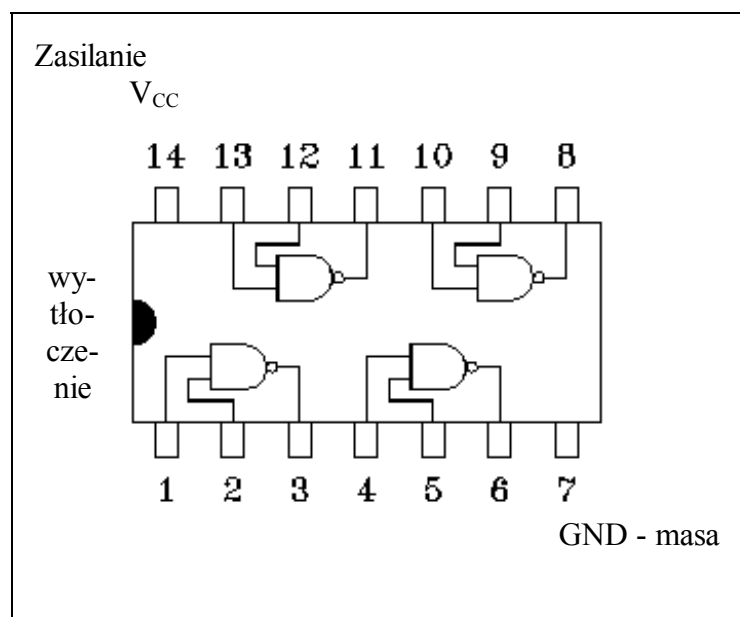 Zasilanie
V_CC
14 13 12 11 10 9 8
wy-
tło-
cze-
nie
1 2 3 4 5 6 7
GND - masa